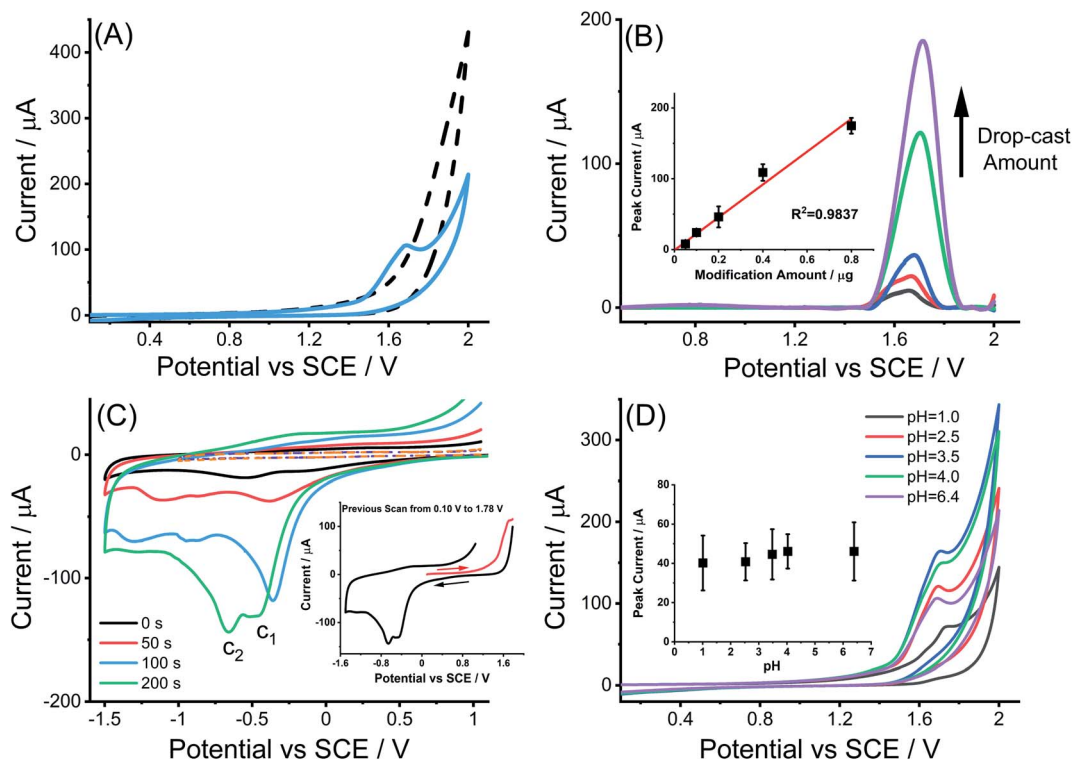 (A)
Current / μA
400
300
200
100
0
0.4
0.8
1.2
1.6
2
Potential vs SCE / V
(B)
Current / μA
200
100
0
0.8
1.2
1.6
2
Potential vs SCE / V
Drop-cast
Amount
Peak Current / μA
200
100
0
0.0
0.2
0.4
0.6
0.8
Modification Amount / μg
R²=0.9837
(C)
Current / μA
0
-100
-200
-1.5
-1
-0.5
0
0.5
1
Potential vs SCE / V
0 s
50 s
100 s
200 s
c₂
c₁
Previous Scan from 0.10 V to 1.78 V
Current / μA
100
0
-100
-1.6
-0.8
0
0.8
1.6
Potential vs SCE / V
(D)
Current / μA
300
200
100
0
0.4
0.8
1.2
1.6
2
Potential vs SCE / V
pH=1.0
pH=2.5
pH=3.5
pH=4.0
pH=6.4
Peak Current / μA
80
60
40
20
0
0
1
2
3
4
5
6
7
pH